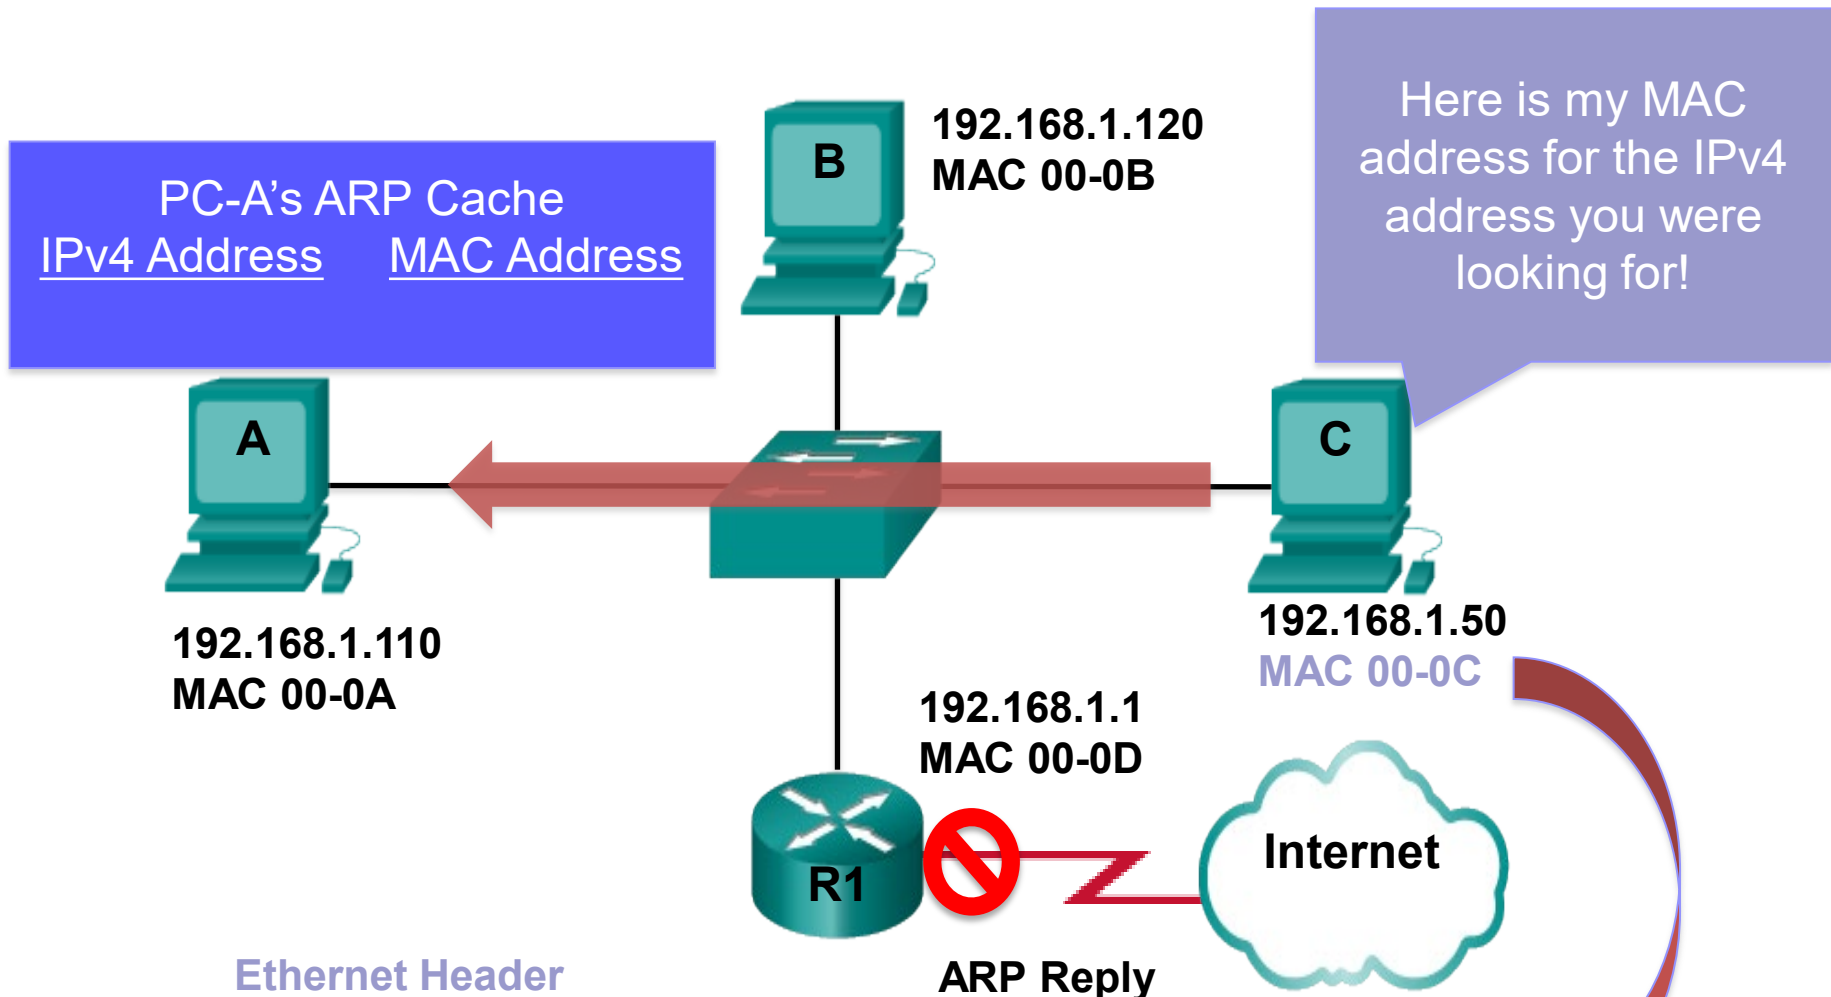 PC-A’s ARP Cache
IPv4 Address MAC Address
B
192.168.1.120
MAC 00-0B
Here is my MAC
address for the IPv4
address you were
looking for!
A
192.168.1.110
MAC 00-0A
C
192.168.1.50
MAC 00-0C
192.168.1.1
MAC 00-0D
R1
Internet
Ethernet Header
ARP Reply